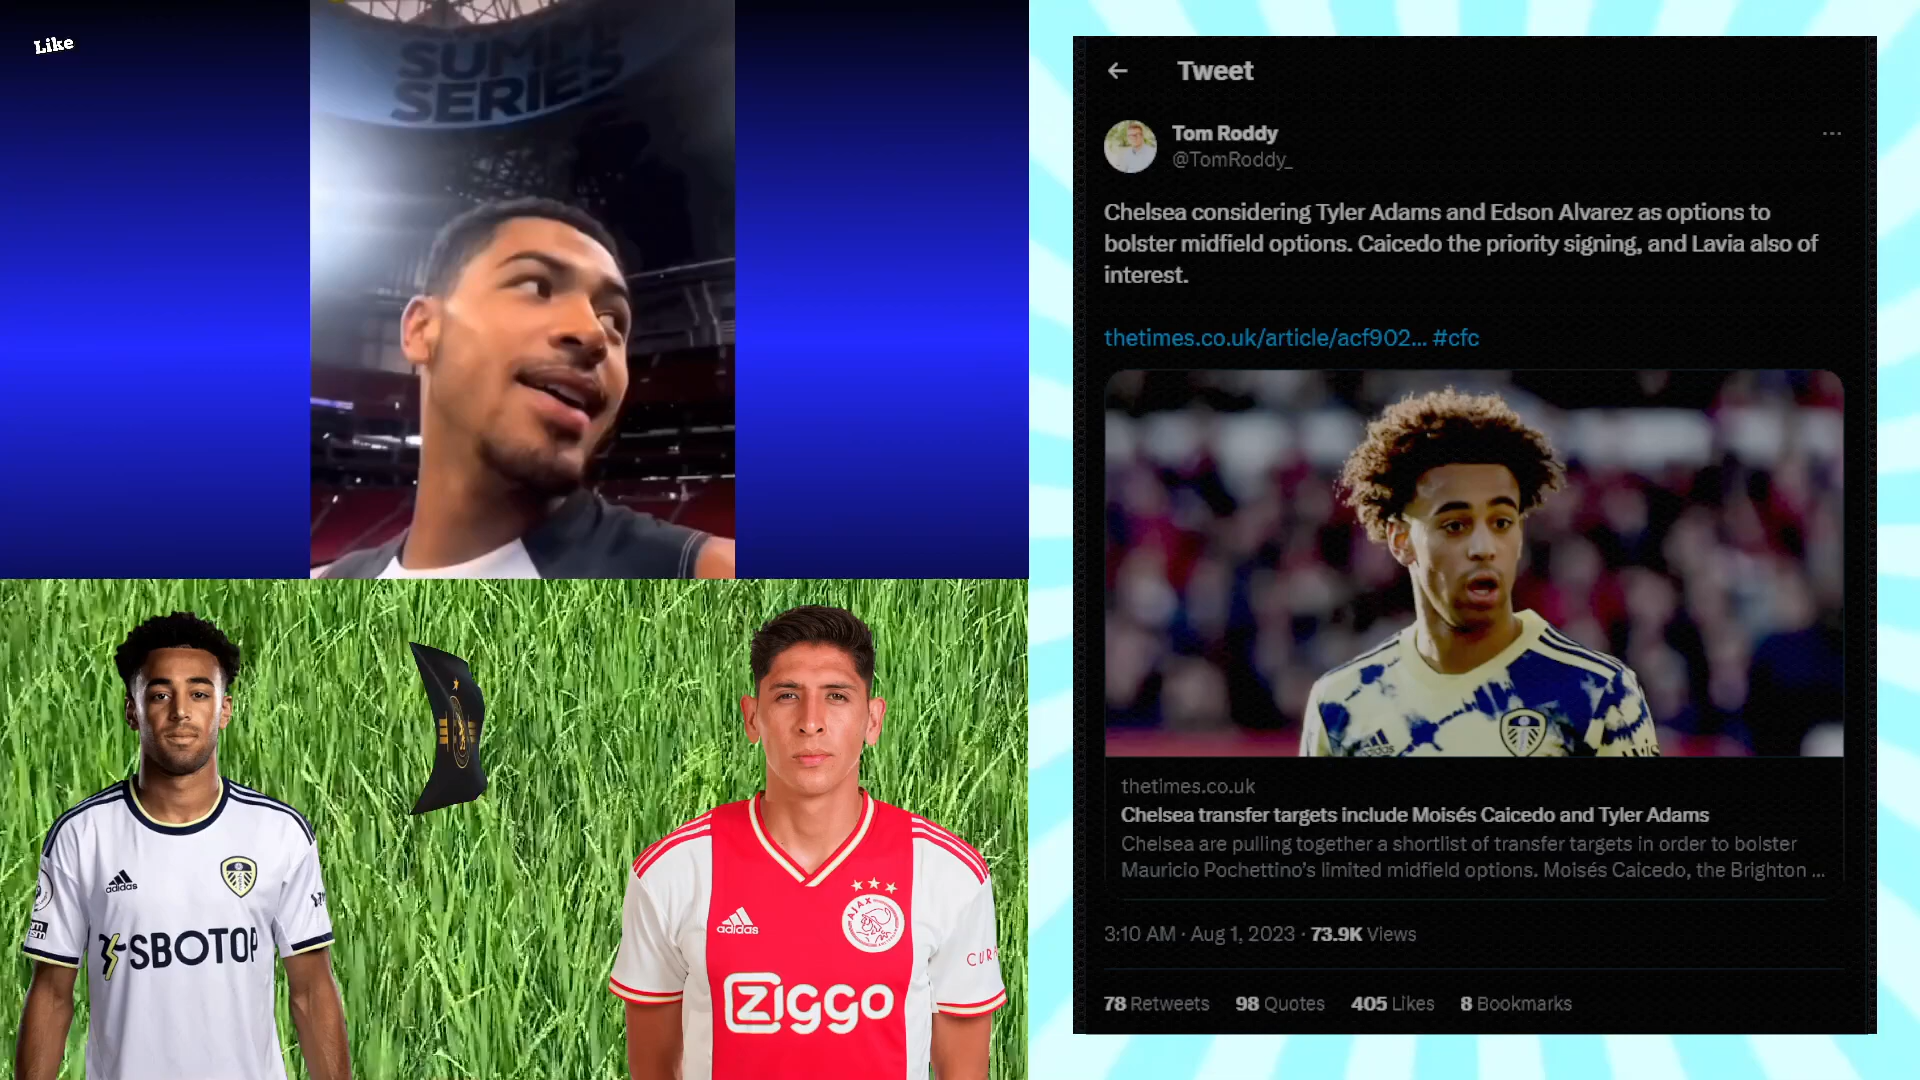 Like
SERIES
adidas
SBOTOP
AJAX
adidas
CUR
ziggo
Tweet
Tom Roddy
@TomRoddy_
Chelsea considering Tyler Adams and Edson Alvarez as options to
bolster midfield options. Caicedo the priority signing, and Lavia also of
interest.
thetimes.co.uk/article/acf902... #cfc
adidas
thetimes.co.uk
Chelsea transfer targets include Moisés Caicedo and Tyler Adams
Chelsea are pulling together a shortlist of transfer targets in order to bolster
Mauricio Pochettino's limited midfield options. Moisés Caicedo, the Brighton ...
3:10 AM · Aug 1, 2023 · 73.9K Views
78 Retweets 98 Quotes 405 Likes 8 Bookmarks